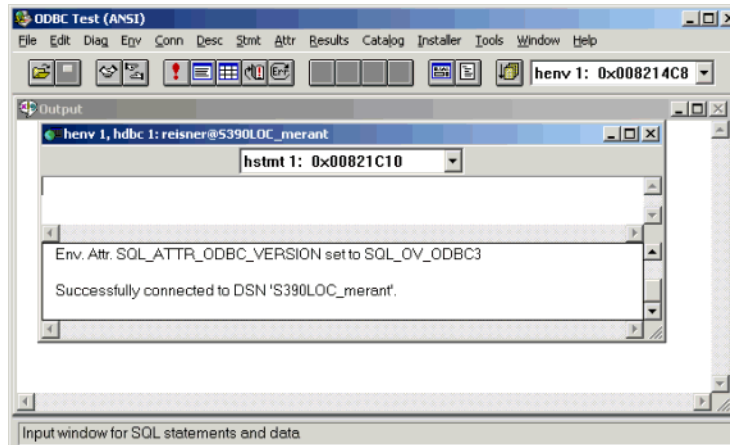 ODBC Test (ANSI)
File Edit Diag Env Conn Desc Stmt Attr Results Catalog Installer Tools Window Help
henv 1: 0x008214C8
Output
henv 1, hdbc 1: reisner@S390LOC_merant
hstmt 1: 0x00821C10
Env. Attr. SQL_ATTR_ODBC_VERSION set to SQL_OV_ODBC3
Successfully connected to DSN 'S390LOC_merant'.
Input window for SQL statements and data